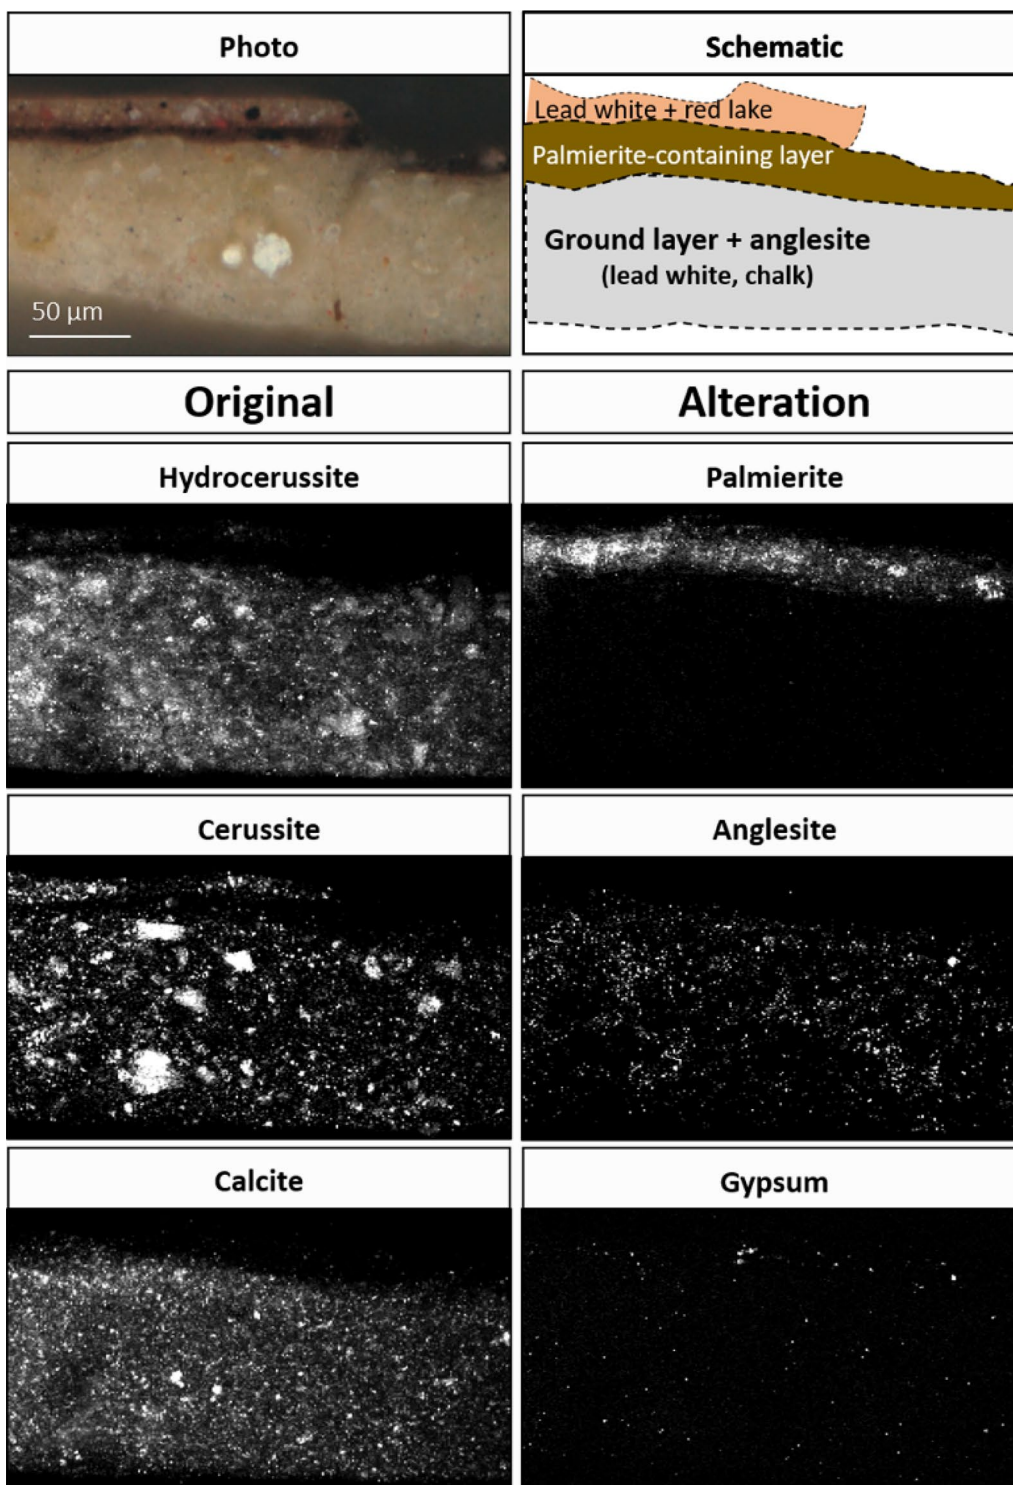 Photo
Schematic
50 µm
Lead white + red lake
Palmierite-containing layer
Ground layer + anglesite
(lead white, chalk)
Original
Alteration
Hydrocerussite
Palmierite
Cerussite
Anglesite
Calcite
Gypsum